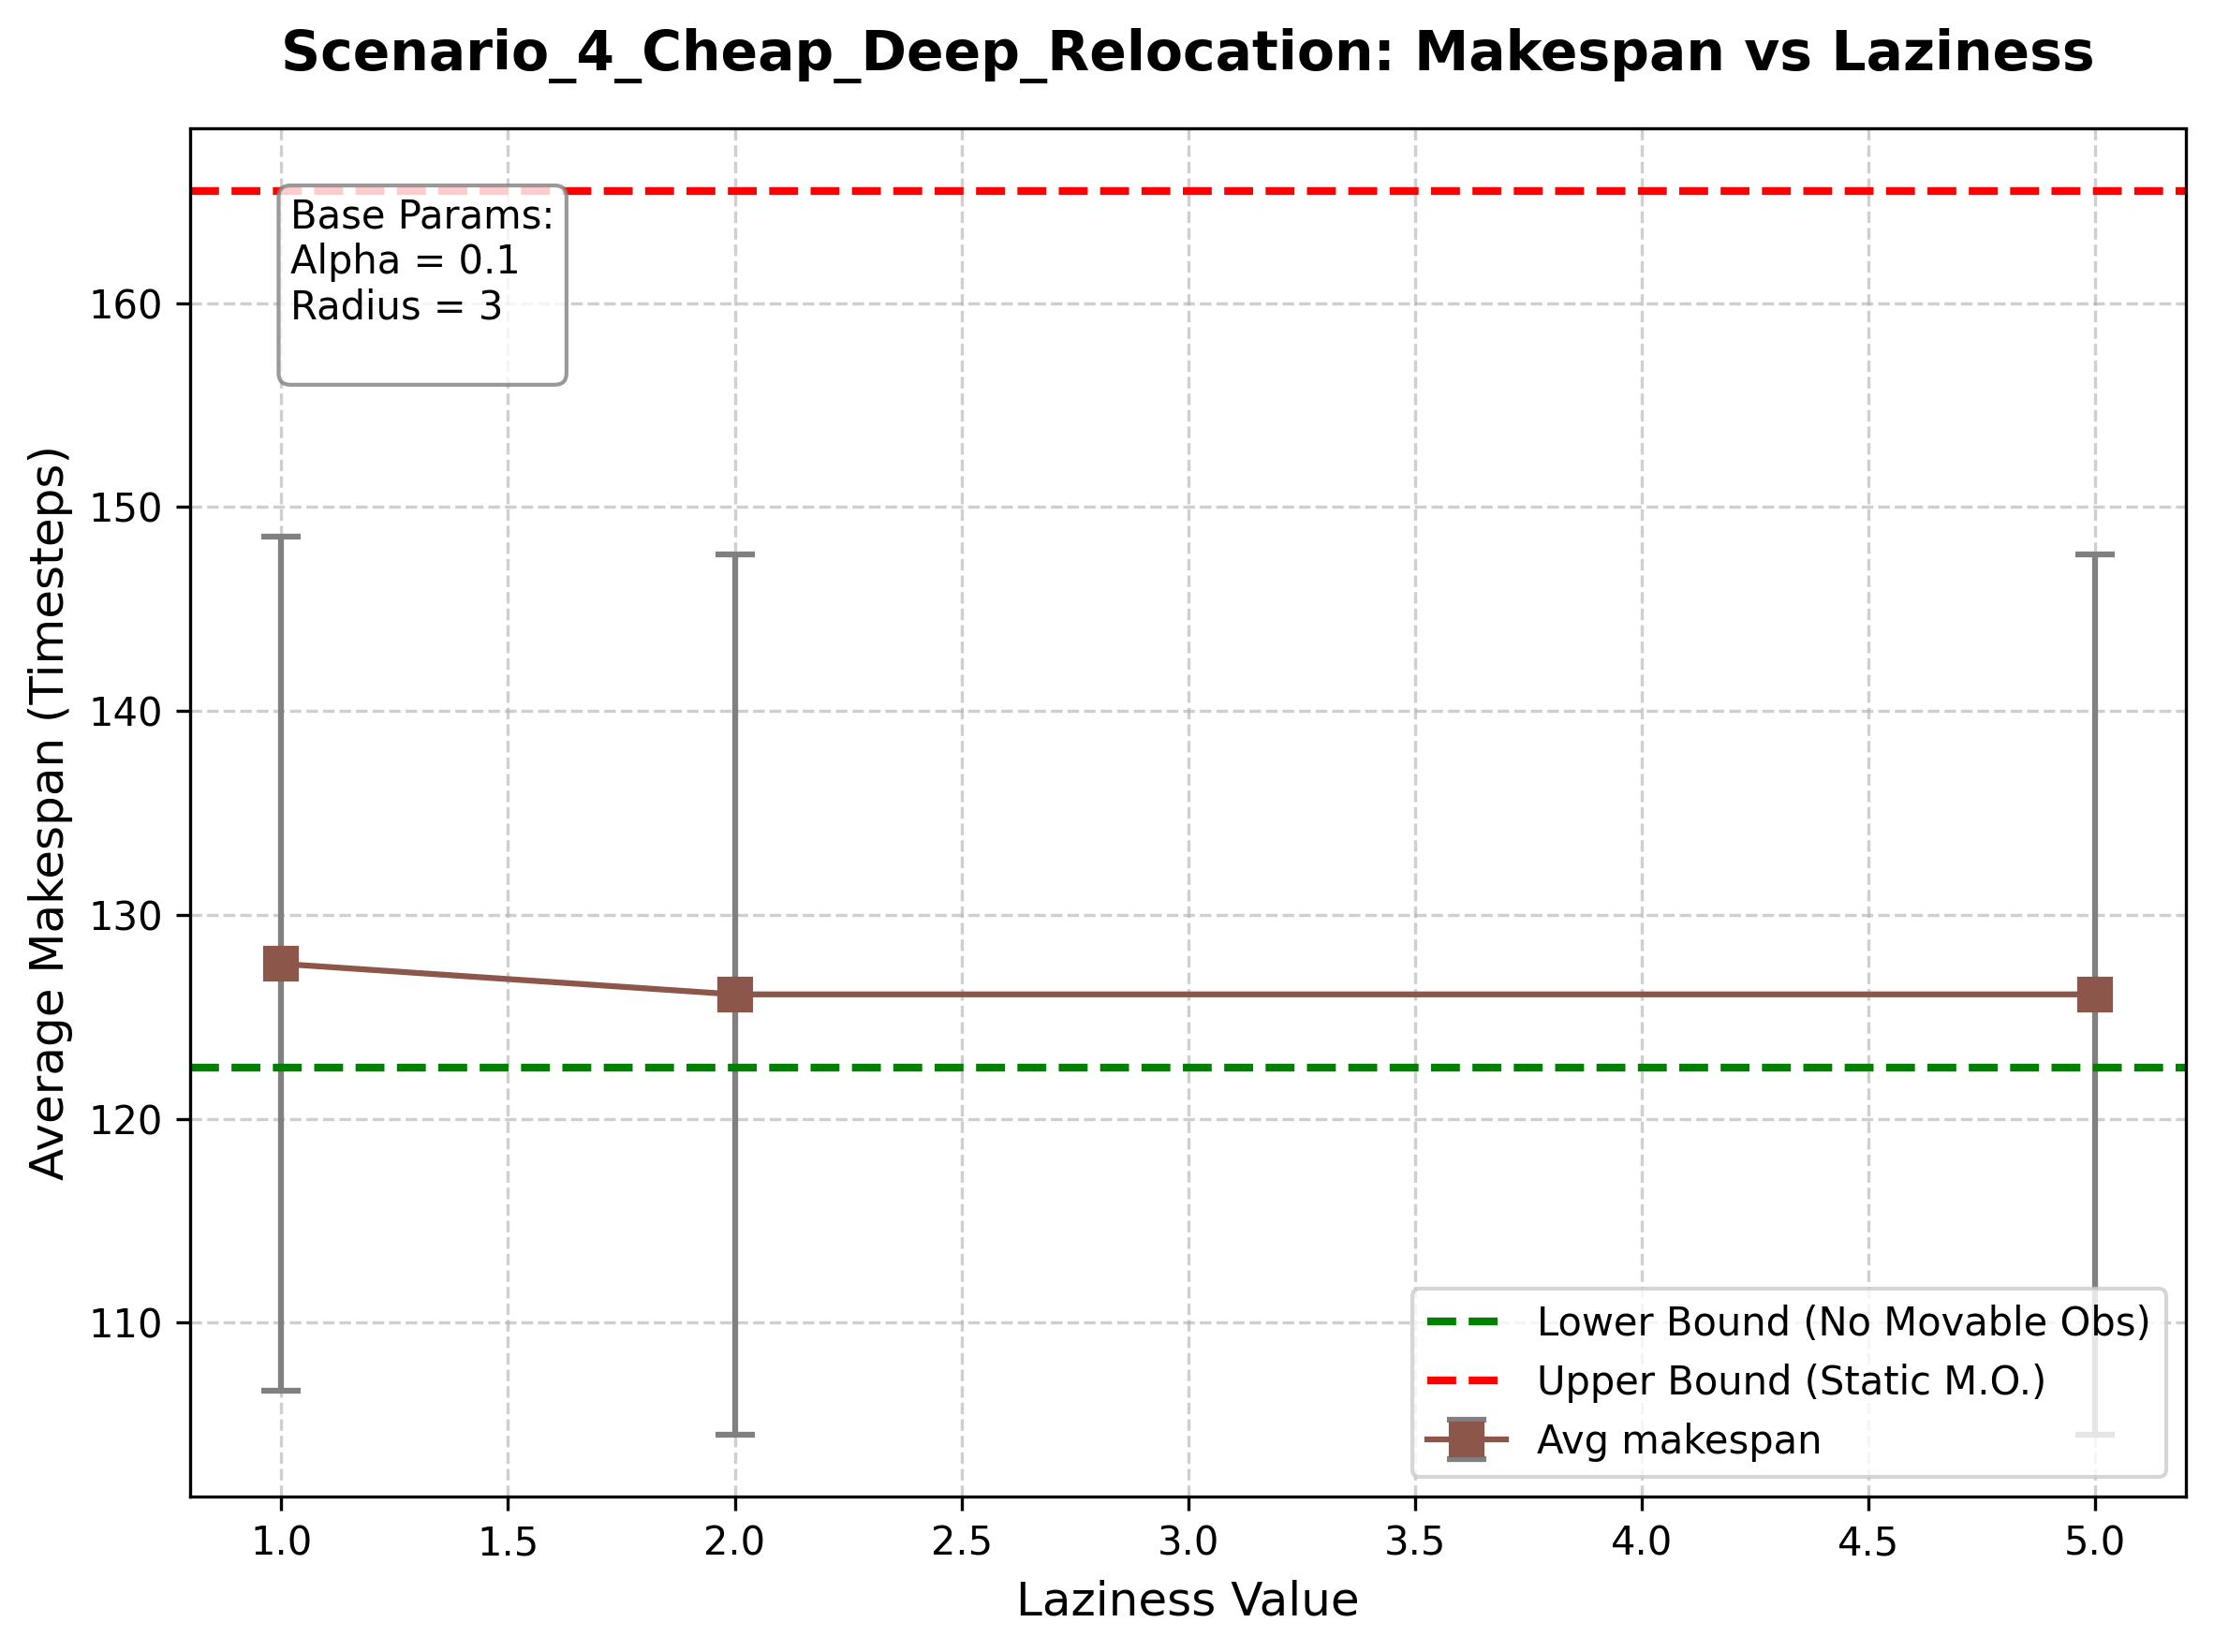 Scenario_4_Cheap_Deep_Relocation: Makespan vs Laziness
Base Params:
Alpha = 0.1
Radius = 3
Average Makespan (Timesteps)
160
150
140
130
120
110
Lower Bound (No Movable Obs)
Upper Bound (Static M.O.)
Avg makespan
1.0 1.5 2.0 2.5 3.0 3.5 4.0 4.5 5.0
Laziness Value